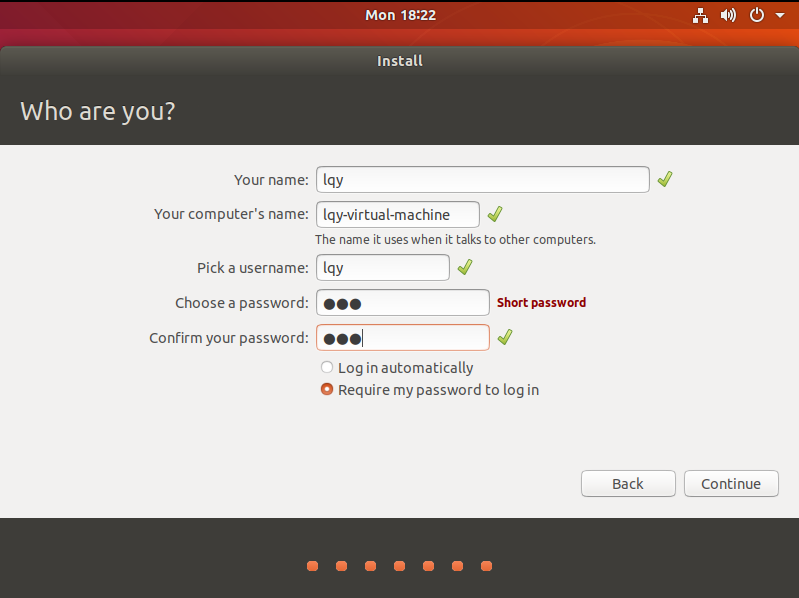 Mon 18:22
Install
Who are you?
Your name: lqy
Your computer's name: lqy-virtual-machine
The name it uses when it talks to other computers.
Pick a username: lqy
Choose a password: ●●● Short password
Confirm your password: ●●●
Log in automatically
Require my password to log in
Back Continue